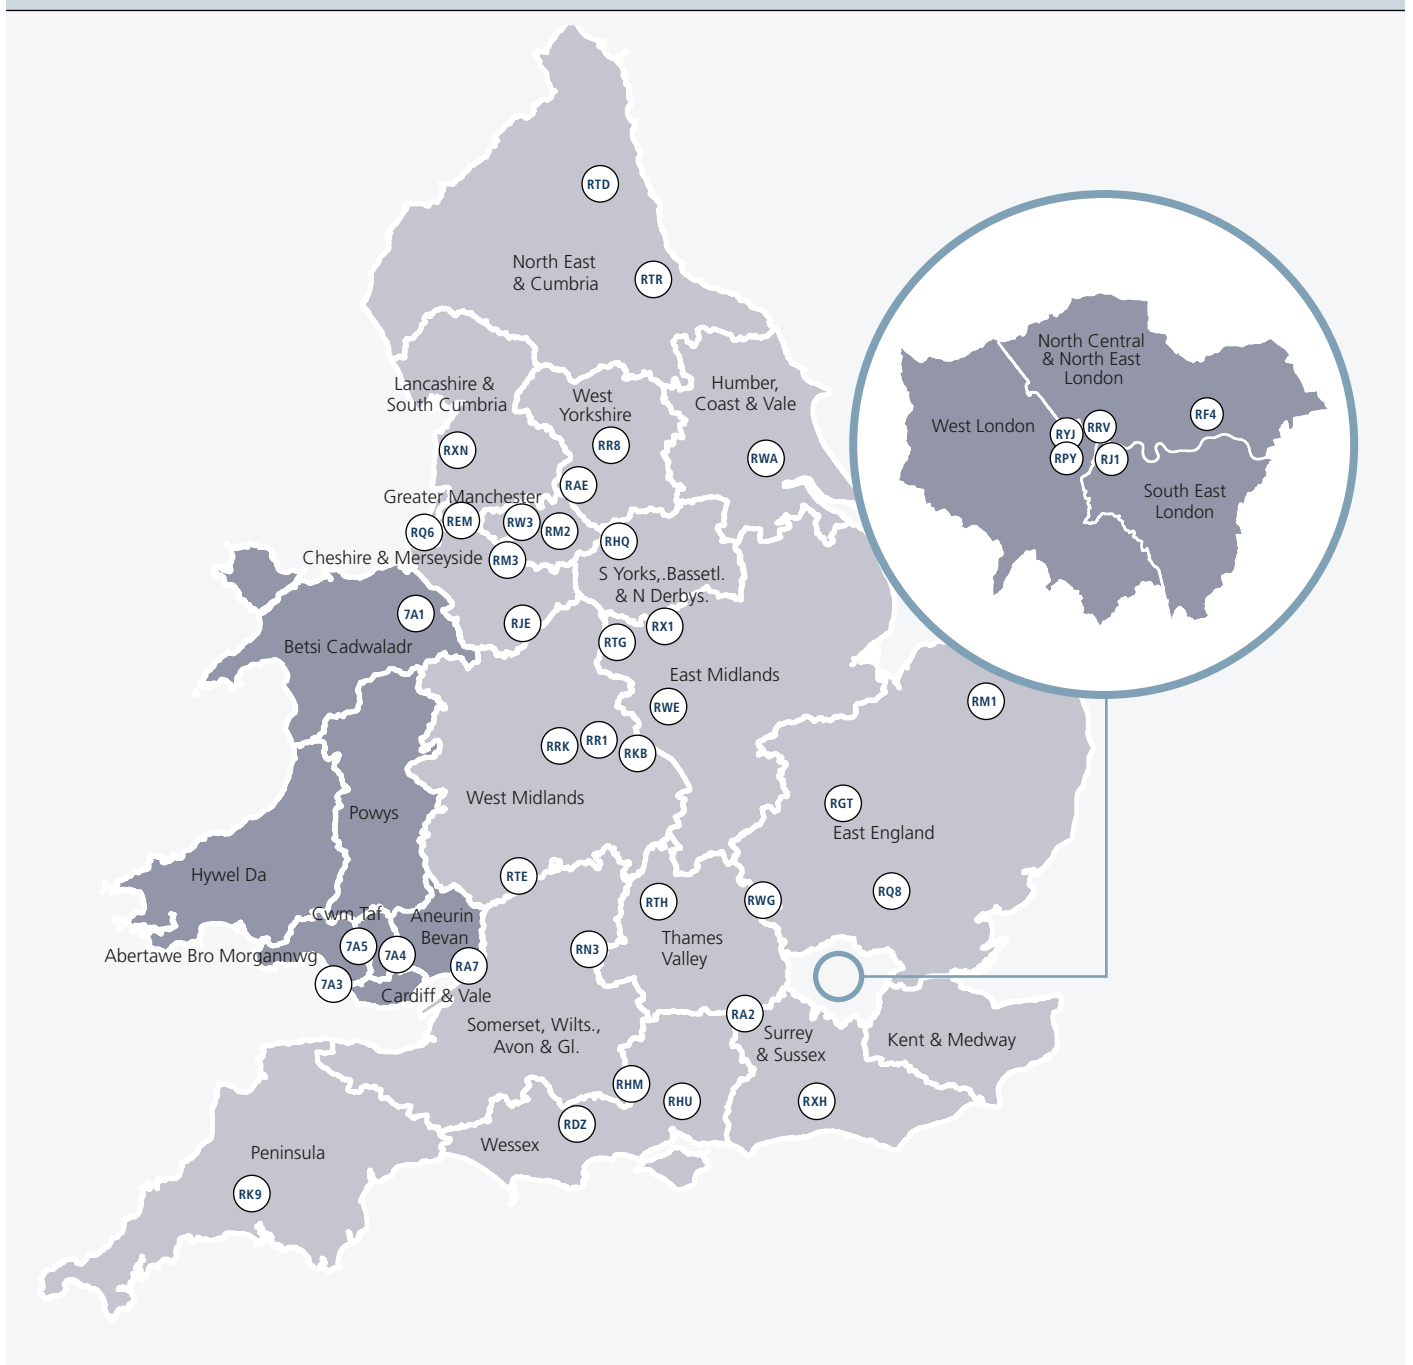 RTD
North East
& Cumbria
RTR
Lancashire &
South Cumbria
West
Yorkshire
Humber,
Coast & Vale
RXN
RR8
RWA
RAE
Greater Manchester
RQ6
REM
RW3
RM2
RHQ
Cheshire & Merseyside
RM3
S Yorks,.Bassetl.
& N Derbys.
7A1
RJE
RTG
RX1
Betsi Cadwaladr
East Midlands
RWE
RM1
RRK
RR1
RKB
West Midlands
Powys
RGT
East England
Hywel Da
RTE
RTH
RWG
RQ8
Cwm Taf
Aneurin
Bevan
Abertawe Bro Morgannwg
7A5
7A4
RA7
7A3
Cardiff & Vale
RN3
Thames
Valley
Somerset, Wilts.,
Avon & Gl.
RA2
Surrey
& Sussex
Kent & Medway
RHM
RHU
RXH
RDZ
Wessex
Peninsula
RK9
North Central
& North East
London
West London
RYJ
RRV
RF4
RPY
RJ1
South East
London